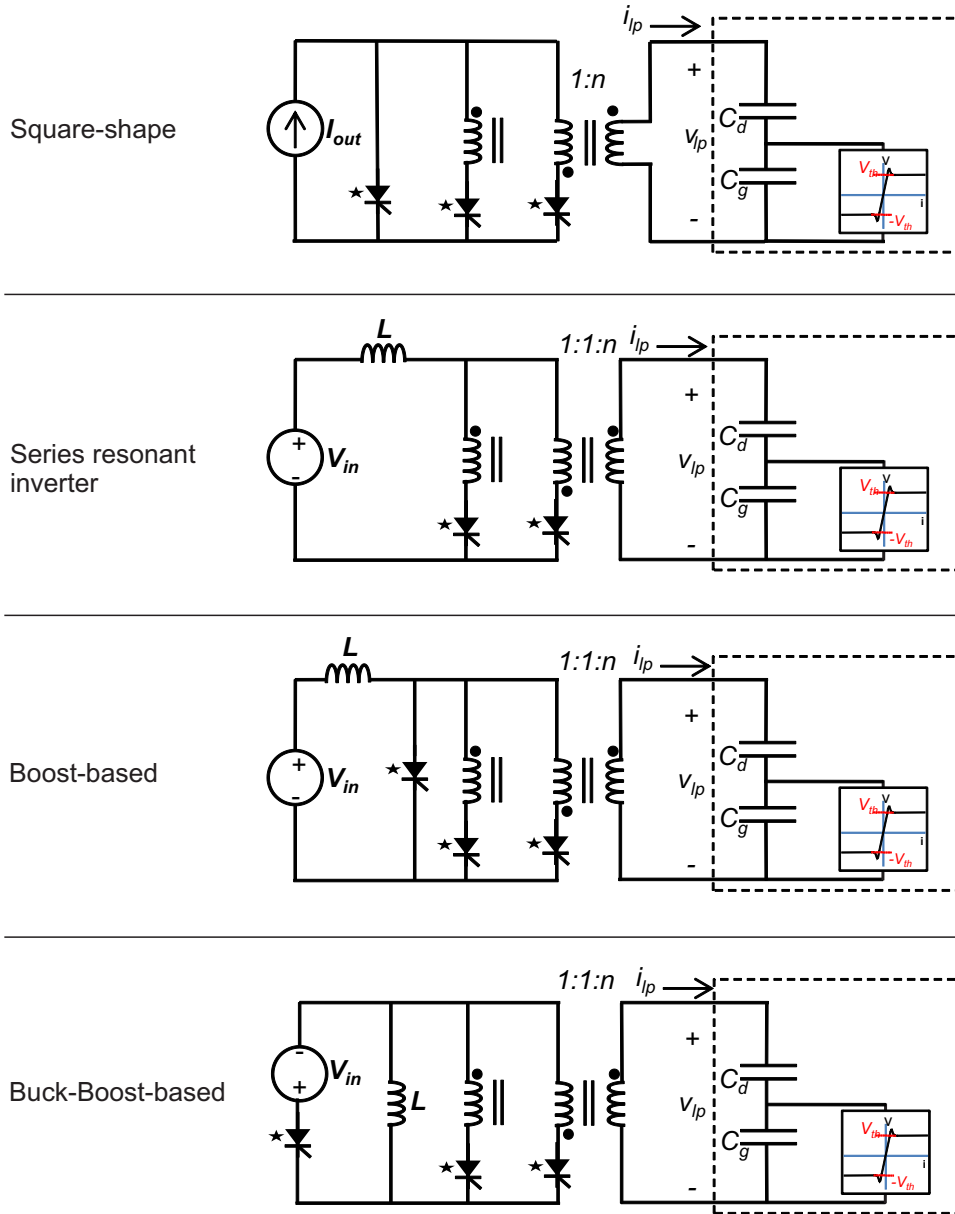 Square-shape
I_out
1:n
i_lp
+
v_lp
-
C_d
C_g
V_th
v
i
-V_th
Series resonant
inverter
L
+
-
V_in
1:1:n
i_lp
+
v_lp
-
C_d
C_g
V_th
v
i
-V_th
Boost-based
L
+
-
V_in
1:1:n
i_lp
+
v_lp
-
C_d
C_g
V_th
v
i
-V_th
Buck-Boost-based
-
+
V_in
L
1:1:n
i_lp
+
v_lp
-
C_d
C_g
V_th
v
i
-V_th